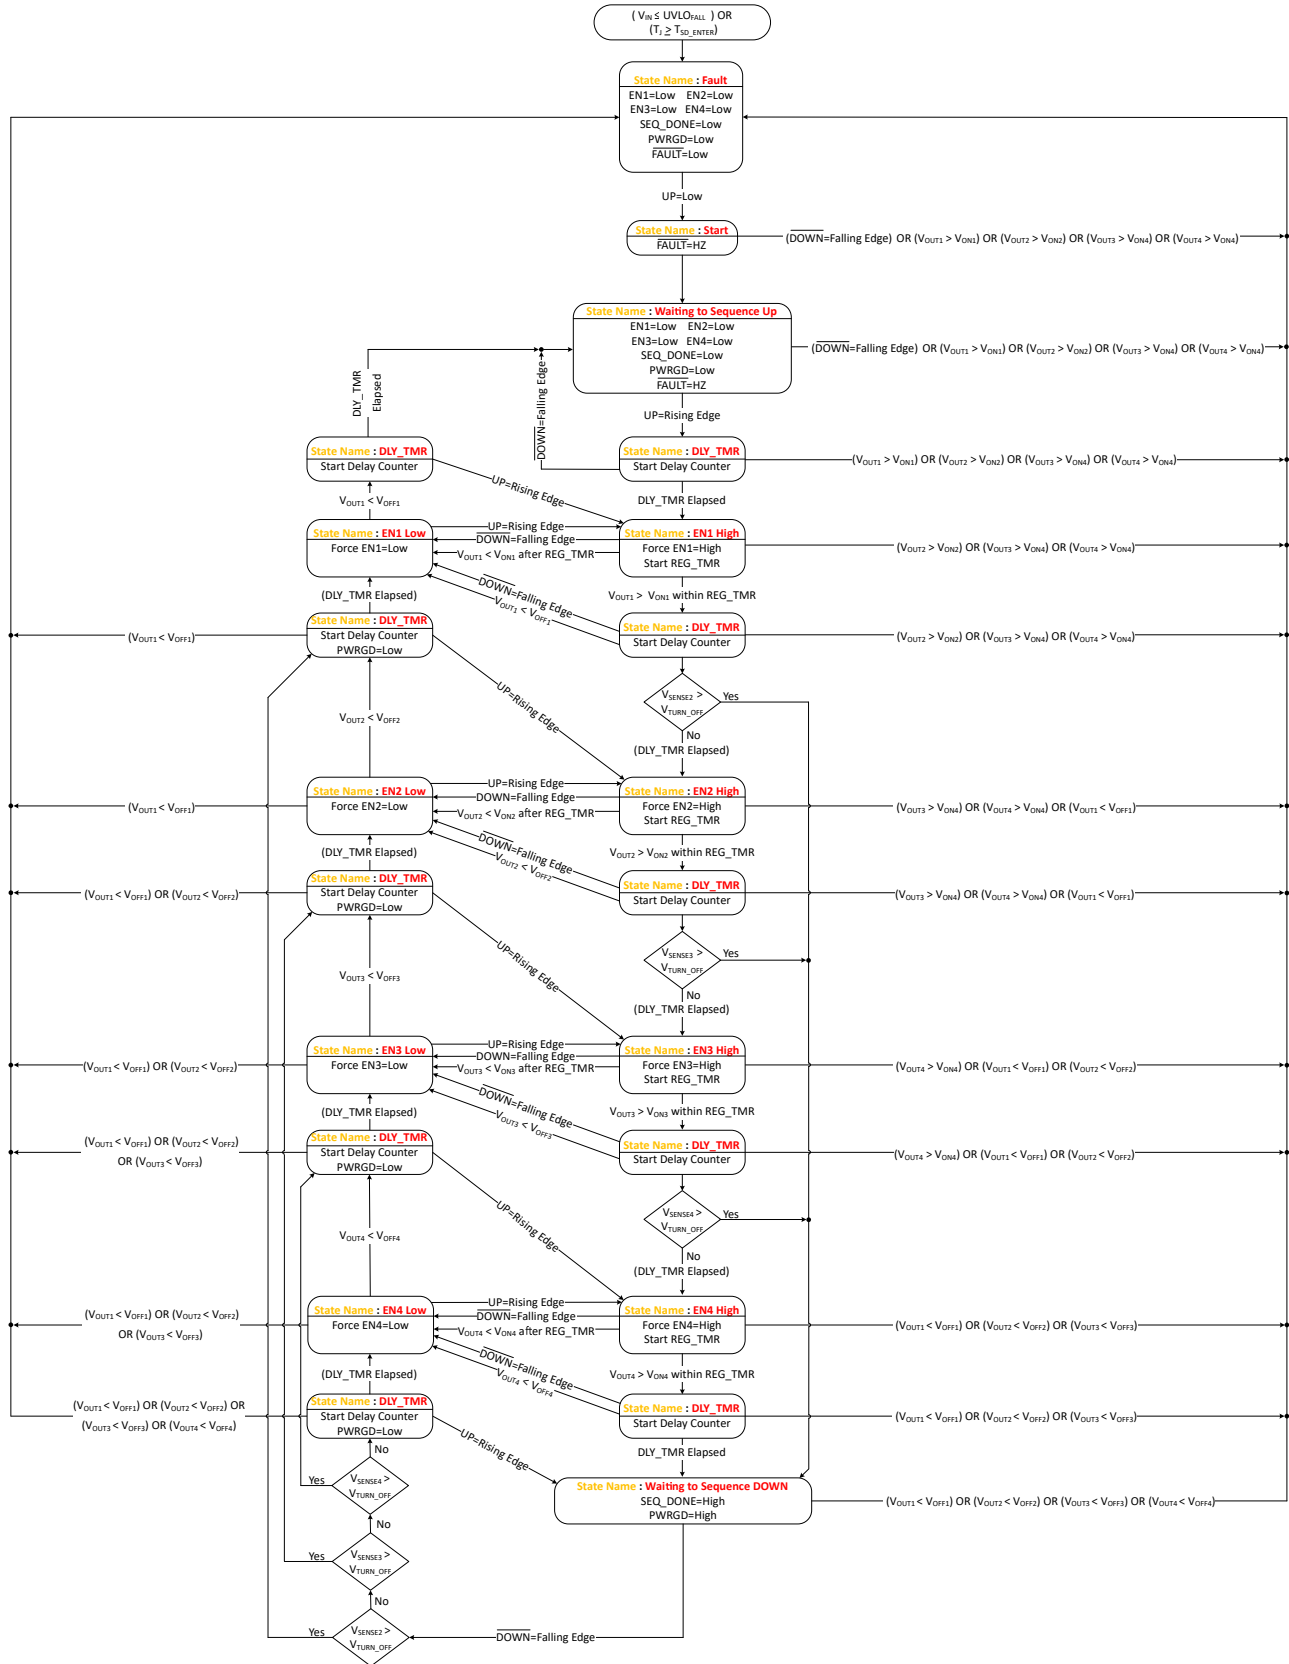 ( VIN ≤ UVLOFALL ) OR
(TJ ≥ TSD_ENTER)
State Name : Fault
EN1=Low EN2=Low
EN3=Low EN4=Low
SEQ_DONE=Low
PWRGD=Low
FAULT=Low
UP=Low
State Name : Start
FAULT=HZ
(DOWN=Falling Edge) OR (VOUT1 > VON1) OR (VOUT2 > VON2) OR (VOUT3 > VON4) OR (VOUT4 > VON4)
State Name : Waiting to Sequence Up
EN1=Low EN2=Low
EN3=Low EN4=Low
SEQ_DONE=Low
PWRGD=Low
FAULT=HZ
(DOWN=Falling Edge) OR (VOUT1 > VON1) OR (VOUT2 > VON2) OR (VOUT3 > VON4) OR (VOUT4 > VON4)
DLY_TMR
Elapsed
DOWN=Falling Edge
UP=Rising Edge
State Name : DLY_TMR
Start Delay Counter
State Name : DLY_TMR
Start Delay Counter
(VOUT1 > VON1) OR (VOUT2 > VON2) OR (VOUT3 > VON4) OR (VOUT4 > VON4)
UP=Rising Edge
VOUT1 < VOFF1
DLY_TMR Elapsed
State Name : EN1 Low
Force EN1=Low
UP=Rising Edge
DOWN=Falling Edge
VOUT1 < VON1 after REG_TMR
State Name : EN1 High
Force EN1=High
Start REG_TMR
(VOUT2 > VON2) OR (VOUT3 > VON4) OR (VOUT4 > VON4)
DOWN=Falling Edge
VOUT1 < VOFF1
(DLY_TMR Elapsed)
VOUT1 > VON1 within REG_TMR
(VOUT1 < VOFF1)
State Name : DLY_TMR
Start Delay Counter
PWRGD=Low
State Name : DLY_TMR
Start Delay Counter
(VOUT2 > VON2) OR (VOUT3 > VON4) OR (VOUT4 > VON4)
UP=Rising Edge
VSENSE2 >
VTURN_OFF
Yes
VOUT2 < VOFF2
No
(DLY_TMR Elapsed)
(VOUT1 < VOFF1)
State Name : EN2 Low
Force EN2=Low
UP=Rising Edge
DOWN=Falling Edge
VOUT2 < VON2 after REG_TMR
State Name : EN2 High
Force EN2=High
Start REG_TMR
(VOUT3 > VON4) OR (VOUT4 > VON4) OR (VOUT1 < VOFF1)
DOWN=Falling Edge
VOUT2 < VOFF2
(DLY_TMR Elapsed)
VOUT2 > VON2 within REG_TMR
(VOUT1 < VOFF1) OR (VOUT2 < VOFF2)
State Name : DLY_TMR
Start Delay Counter
PWRGD=Low
State Name : DLY_TMR
Start Delay Counter
(VOUT3 > VON4) OR (VOUT4 > VON4) OR (VOUT1 < VOFF1)
UP=Rising Edge
VSENSE3 >
VTURN_OFF
Yes
VOUT3 < VOFF3
No
(DLY_TMR Elapsed)
(VOUT1 < VOFF1) OR (VOUT2 < VOFF2)
State Name : EN3 Low
Force EN3=Low
UP=Rising Edge
DOWN=Falling Edge
VOUT3 < VON3 after REG_TMR
State Name : EN3 High
Force EN3=High
Start REG_TMR
(VOUT4 > VON4) OR (VOUT1 < VOFF1) OR (VOUT2 < VOFF2)
DOWN=Falling Edge
VOUT3 < VOFF3
(DLY_TMR Elapsed)
VOUT3 > VON3 within REG_TMR
(VOUT1 < VOFF1) OR (VOUT2 < VOFF2)
OR (VOUT3 < VOFF3)
State Name : DLY_TMR
Start Delay Counter
PWRGD=Low
State Name : DLY_TMR
Start Delay Counter
(VOUT4 > VON4) OR (VOUT1 < VOFF1) OR (VOUT2 < VOFF2)
UP=Rising Edge
VSENSE4 >
VTURN_OFF
Yes
VOUT4 < VOFF4
No
(DLY_TMR Elapsed)
(VOUT1 < VOFF1) OR (VOUT2 < VOFF2)
OR (VOUT3 < VOFF3)
State Name : EN4 Low
Force EN4=Low
UP=Rising Edge
DOWN=Falling Edge
VOUT4 < VON4 after REG_TMR
State Name : EN4 High
Force EN4=High
Start REG_TMR
(VOUT1 < VOFF1) OR (VOUT2 < VOFF2) OR (VOUT3 < VOFF3)
DOWN=Falling Edge
VOUT4 < VOFF4
(DLY_TMR Elapsed)
VOUT4 > VON4 within REG_TMR
(VOUT1 < VOFF1) OR (VOUT2 < VOFF2) OR
(VOUT3 < VOFF3) OR (VOUT4 < VOFF4)
State Name : DLY_TMR
Start Delay Counter
PWRGD=Low
State Name : DLY_TMR
Start Delay Counter
(VOUT1 < VOFF1) OR (VOUT2 < VOFF2) OR (VOUT3 < VOFF3)
UP=Rising Edge
No
DLY_TMR Elapsed
Yes
VSENSE4 >
VTURN_OFF
State Name : Waiting to Sequence DOWN
SEQ_DONE=High
PWRGD=High
(VOUT1 < VOFF1) OR (VOUT2 < VOFF2) OR (VOUT3 < VOFF3) OR (VOUT4 < VOFF4)
No
Yes
VSENSE3 >
VTURN_OFF
No
Yes
VSENSE2 >
VTURN_OFF
DOWN=Falling Edge